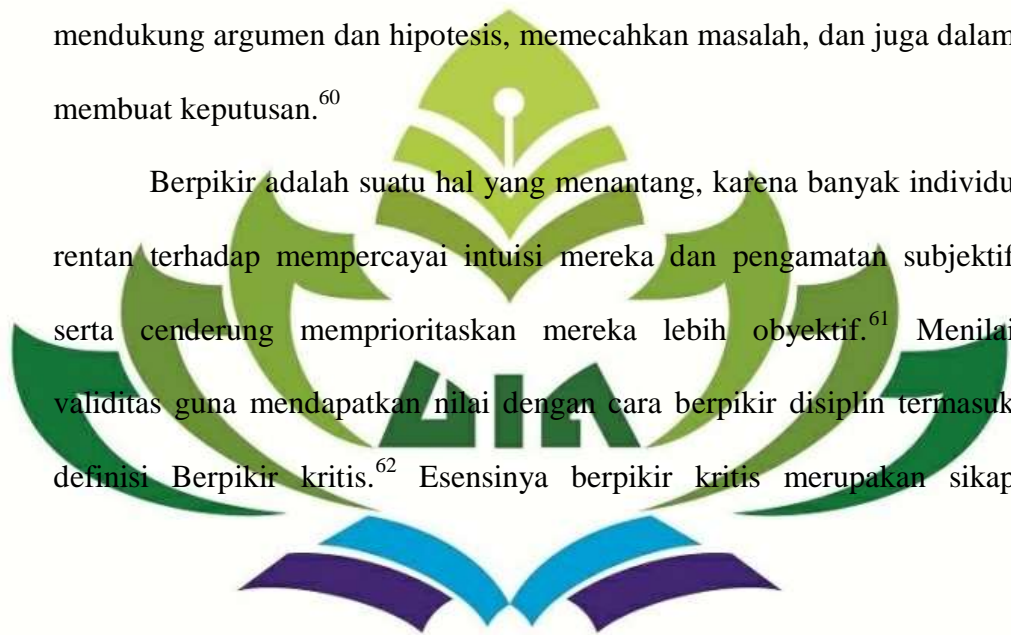 mendukung argumen dan hipotesis, memecahkan masalah, dan juga dalam
membuat keputusan.60
Berpikir adalah suatu hal yang menantang, karena banyak individu
rentan terhadap mempercayai intuisi mereka dan pengamatan subjektif
serta cenderung memprioritaskan mereka lebih obyektif.61 Menilai
validitas guna mendapatkan nilai dengan cara berpikir disiplin termasuk
definisi Berpikir kritis.62 Esensinya berpikir kritis merupakan sikap